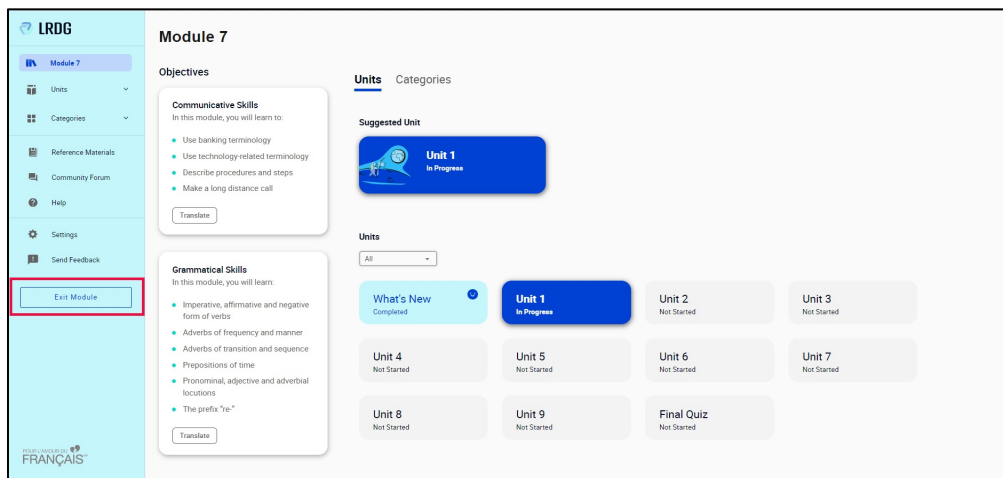 LRDG
Module 7
Units
Categories
Reference Materials
Community Forum
Help
Settings
Send Feedback
Exit Module
POUR L'AMOUR DU
FRANÇAIS
Module 7
Objectives
Communicative Skills
In this module, you will learn to:
Use banking terminology
Use technology-related terminology
Describe procedures and steps
Make a long distance call
Translate
Grammatical Skills
In this module, you will learn:
Imperative, affirmative and negative
form of verbs
Adverbs of frequency and manner
Adverbs of transition and sequence
Prepositions of time
Pronominal, adjective and adverbial
locutions
The prefix "re-"
Translate
Units Categories
Suggested Unit
Unit 1
In Progress
Units
All
What's New
Completed
Unit 1
In Progress
Unit 2
Not Started
Unit 3
Not Started
Unit 4
Not Started
Unit 5
Not Started
Unit 6
Not Started
Unit 7
Not Started
Unit 8
Not Started
Unit 9
Not Started
Final Quiz
Not Started